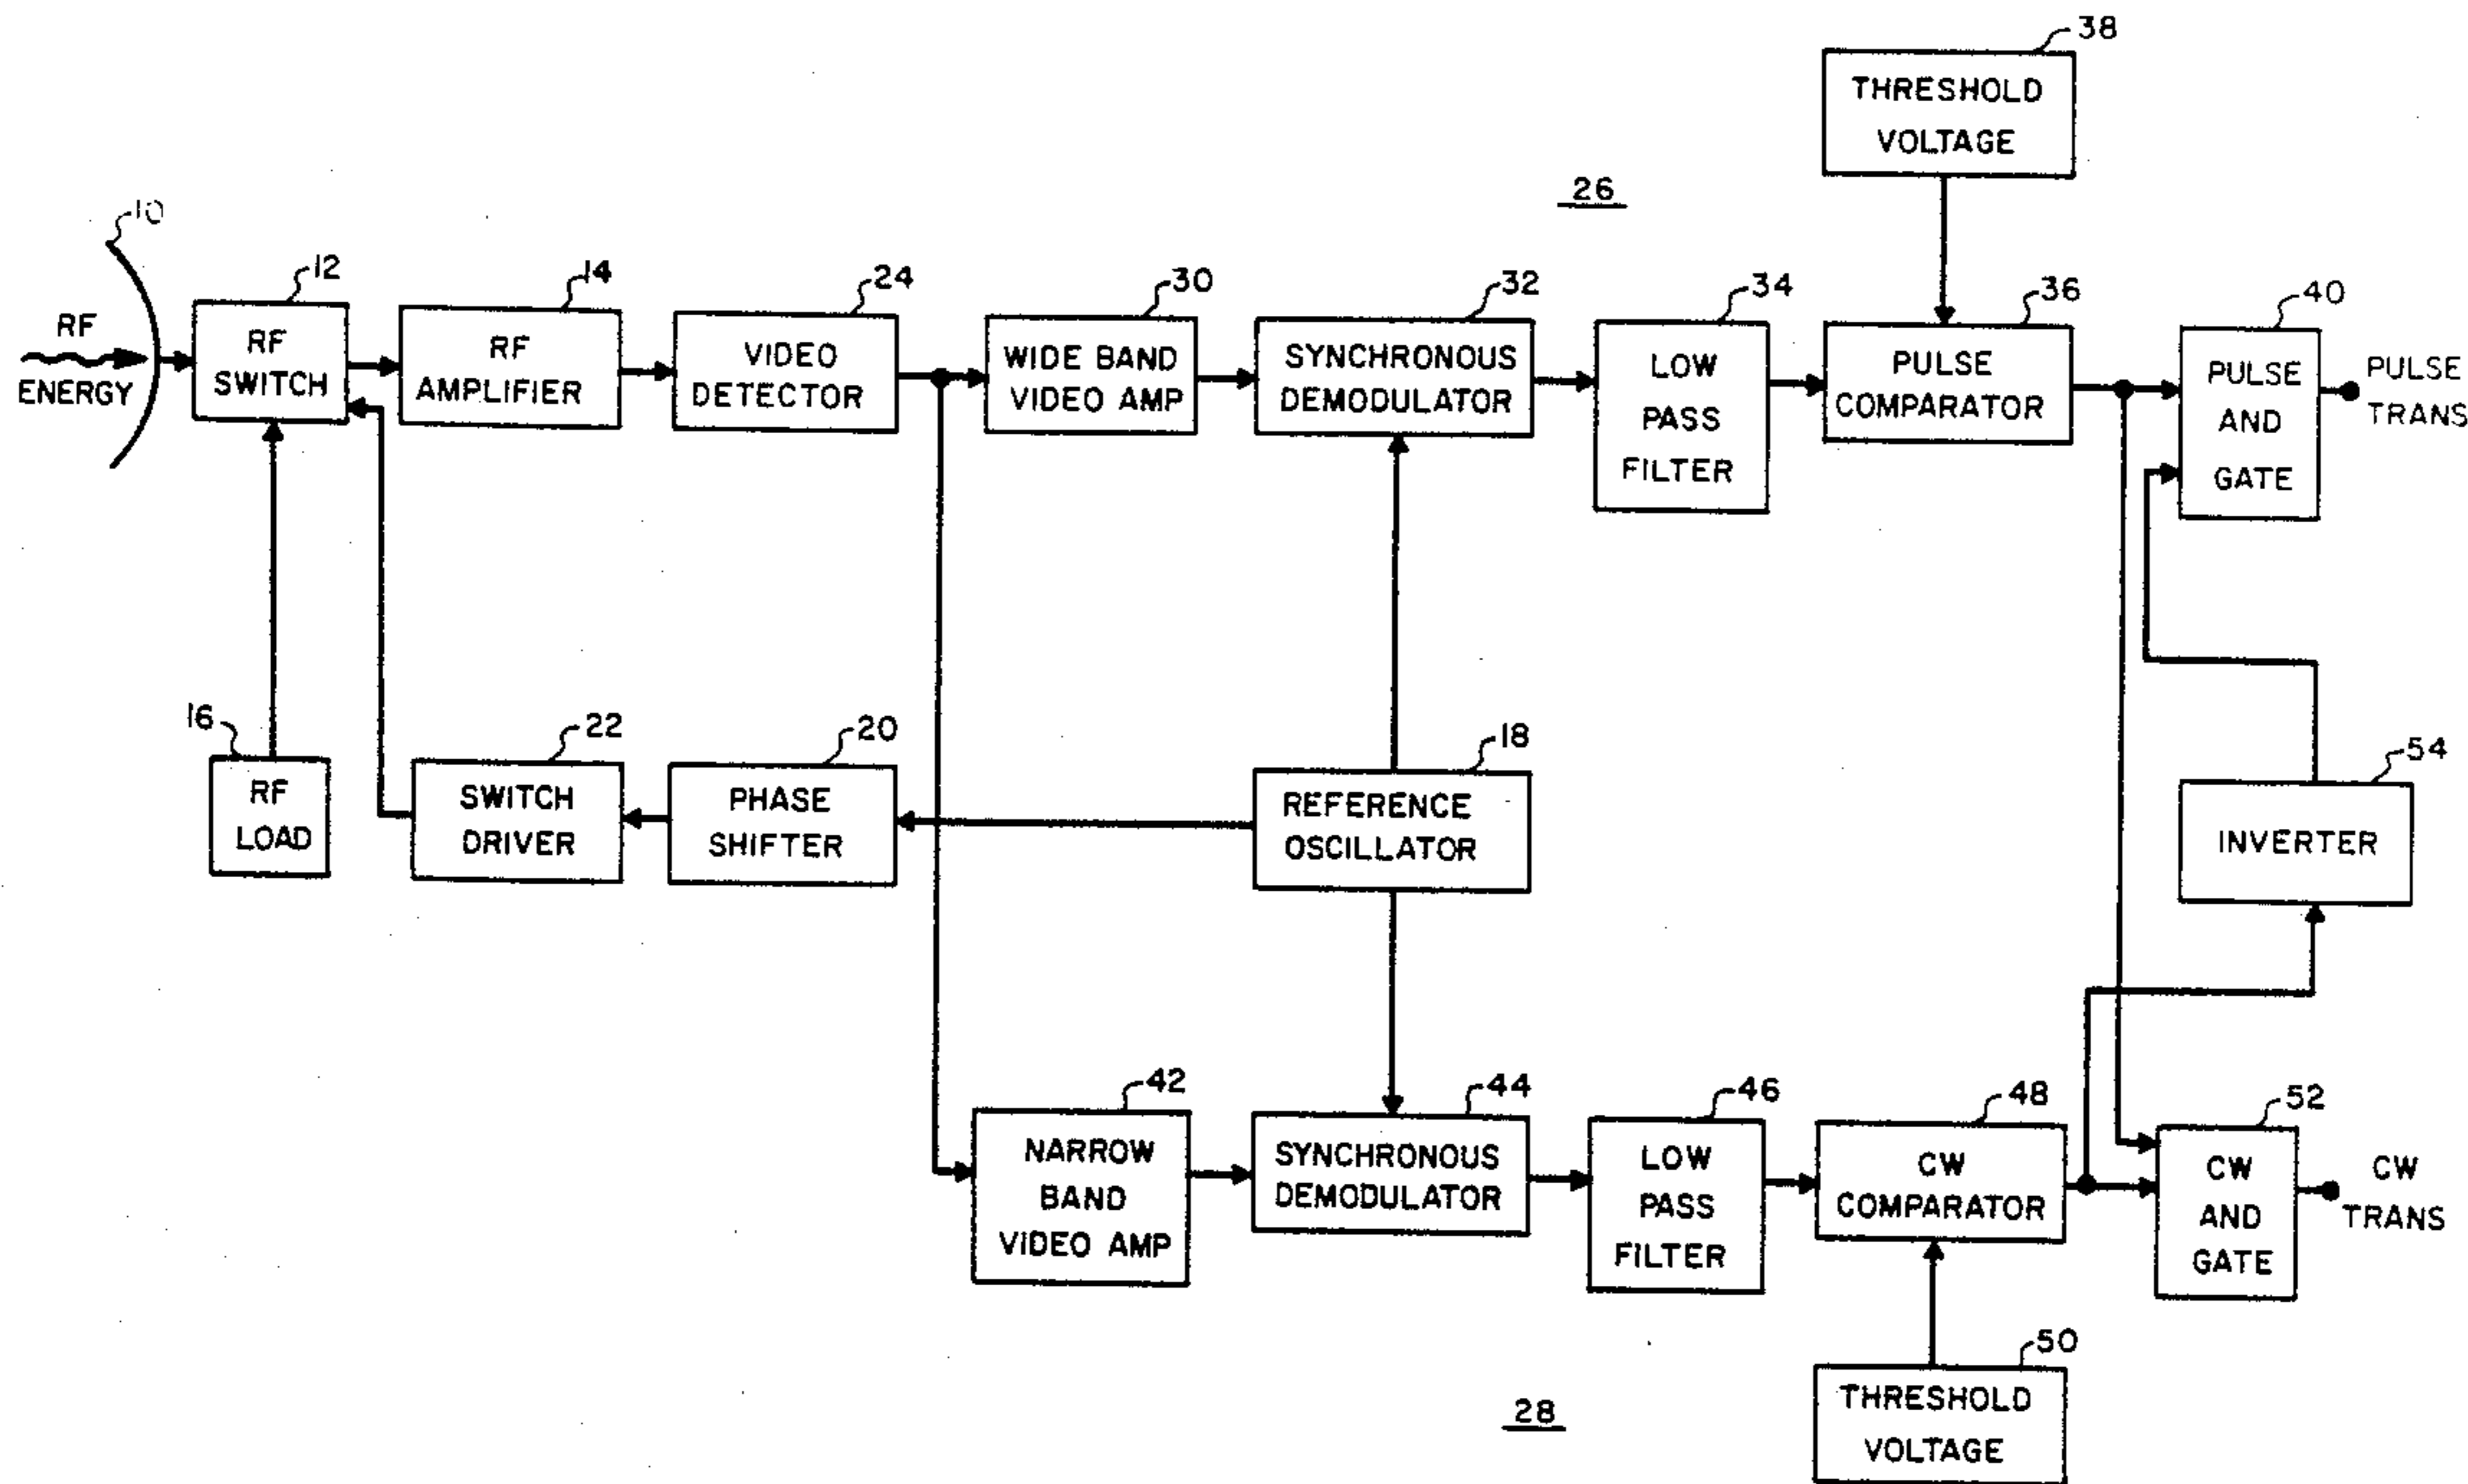 38
THRESHOLD
VOLTAGE
26
10
12
14
24
30
32
34
36
40
RF
ENERGY
RF
SWITCH
RF
AMPLIFIER
VIDEO
DETECTOR
WIDE BAND
VIDEO AMP
SYNCHRONOUS
DEMODULATOR
LOW
PASS
FILTER
PULSE
COMPARATOR
PULSE
AND
GATE
PULSE
TRANS
16
22
20
18
54
RF
LOAD
SWITCH
DRIVER
PHASE
SHIFTER
REFERENCE
OSCILLATOR
INVERTER
42
44
46
48
52
NARROW
BAND
VIDEO AMP
SYNCHRONOUS
DEMODULATOR
LOW
PASS
FILTER
CW
COMPARATOR
CW
AND
GATE
CW
TRANS
50
28
THRESHOLD
VOLTAGE